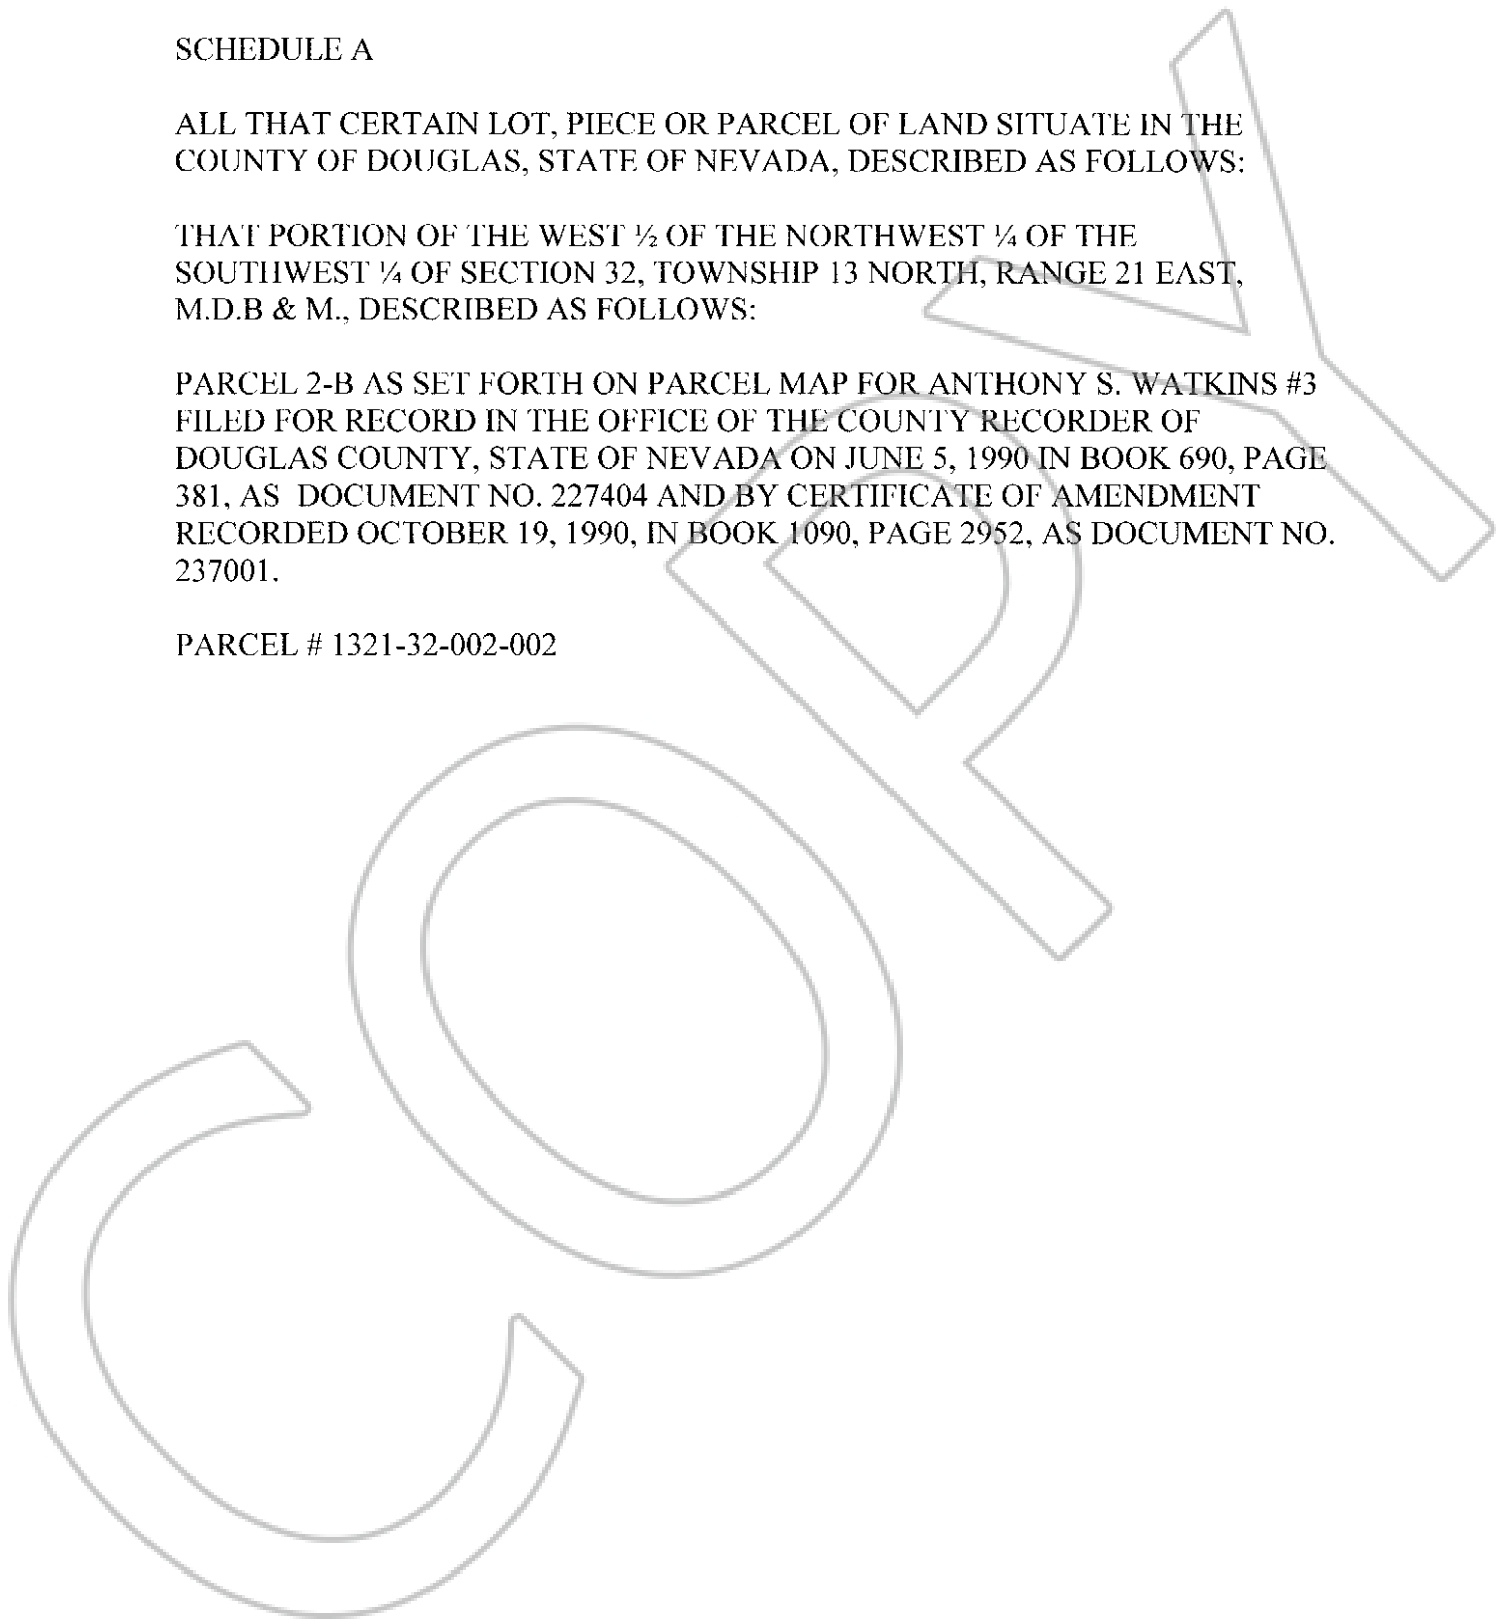 SCHEDULE A
ALL THAT CERTAIN LOT, PIECE OR PARCEL OF LAND SITUATE IN THE
COUNTY OF DOUGLAS, STATE OF NEVADA, DESCRIBED AS FOLLOWS:
THAT PORTION OF THE WEST ½ OF THE NORTHWEST ¼ OF THE
SOUTHWEST ¼ OF SECTION 32, TOWNSHIP 13 NORTH, RANGE 21 EAST,
M.D.B & M., DESCRIBED AS FOLLOWS:
PARCEL 2-B AS SET FORTH ON PARCEL MAP FOR ANTHONY S. WATKINS #3
FILED FOR RECORD IN THE OFFICE OF THE COUNTY RECORDER OF
DOUGLAS COUNTY, STATE OF NEVADA ON JUNE 5, 1990 IN BOOK 690, PAGE
381, AS DOCUMENT NO. 227404 AND BY CERTIFICATE OF AMENDMENT
RECORDED OCTOBER 19, 1990, IN BOOK 1090, PAGE 2952, AS DOCUMENT NO.
237001.
PARCEL # 1321-32-002-002
COPY